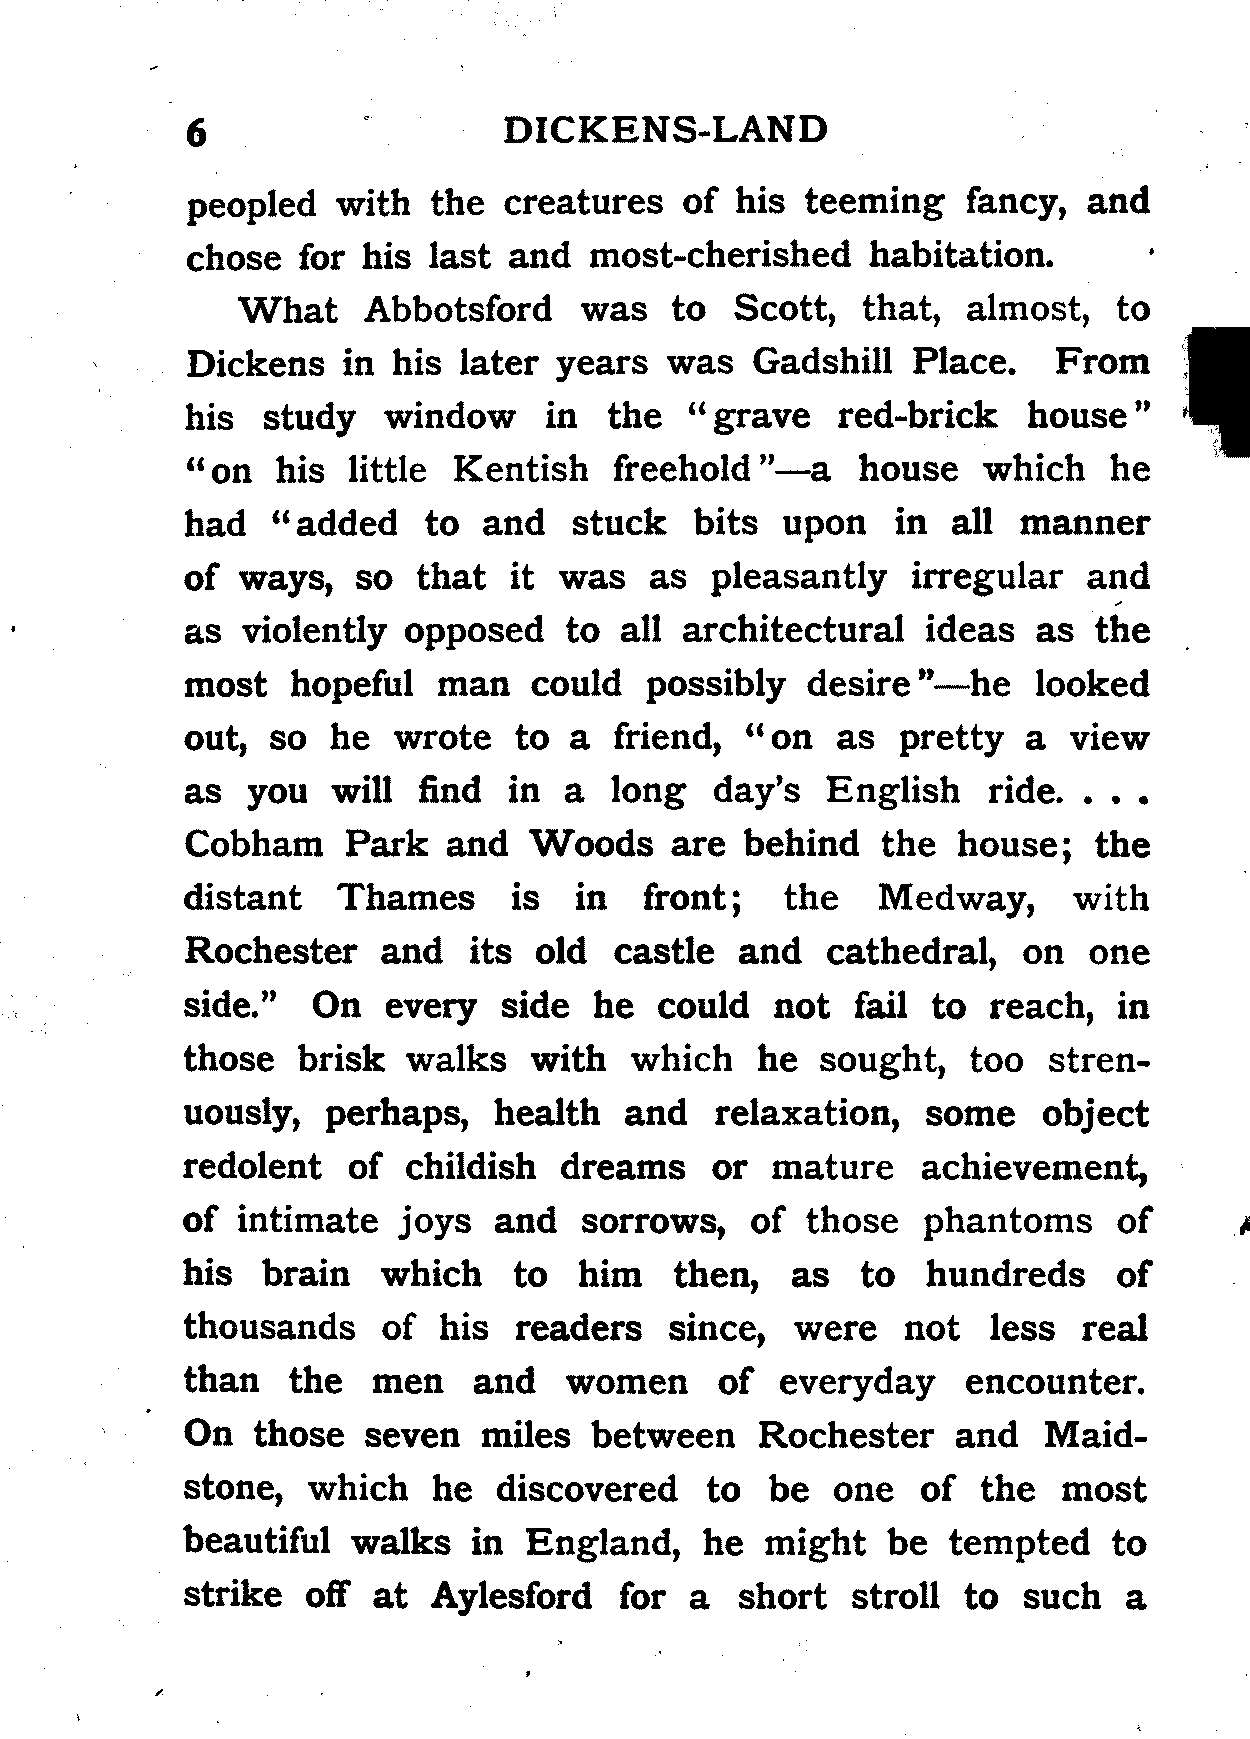 6 DICKENS-LAND
peopled with the creatures of his teeming fancy, and
chose for his last and most-cherished habitation.
What Abbotsford was to Scott, that, almost, to
Dickens in his later years was Gadshill Place. From
his study window in the “grave red-brick house”
“on his little Kentish freehold”—a house which he
had “added to and stuck bits upon in all manner
of ways, so that it was as pleasantly irregular and
as violently opposed to all architectural ideas as the
most hopeful man could possibly desire”—he looked
out, so he wrote to a friend, “on as pretty a view
as you will find in a long day’s English ride. . . .
Cobham Park and Woods are behind the house; the
distant Thames is in front; the Medway, with
Rochester and its old castle and cathedral, on one
side.” On every side he could not fail to reach, in
those brisk walks with which he sought, too stren-
uously, perhaps, health and relaxation, some object
redolent of childish dreams or mature achievement,
of intimate joys and sorrows, of those phantoms of
his brain which to him then, as to hundreds of
thousands of his readers since, were not less real
than the men and women of everyday encounter.
On those seven miles between Rochester and Maid-
stone, which he discovered to be one of the most
beautiful walks in England, he might be tempted to
strike off at Aylesford for a short stroll to such a